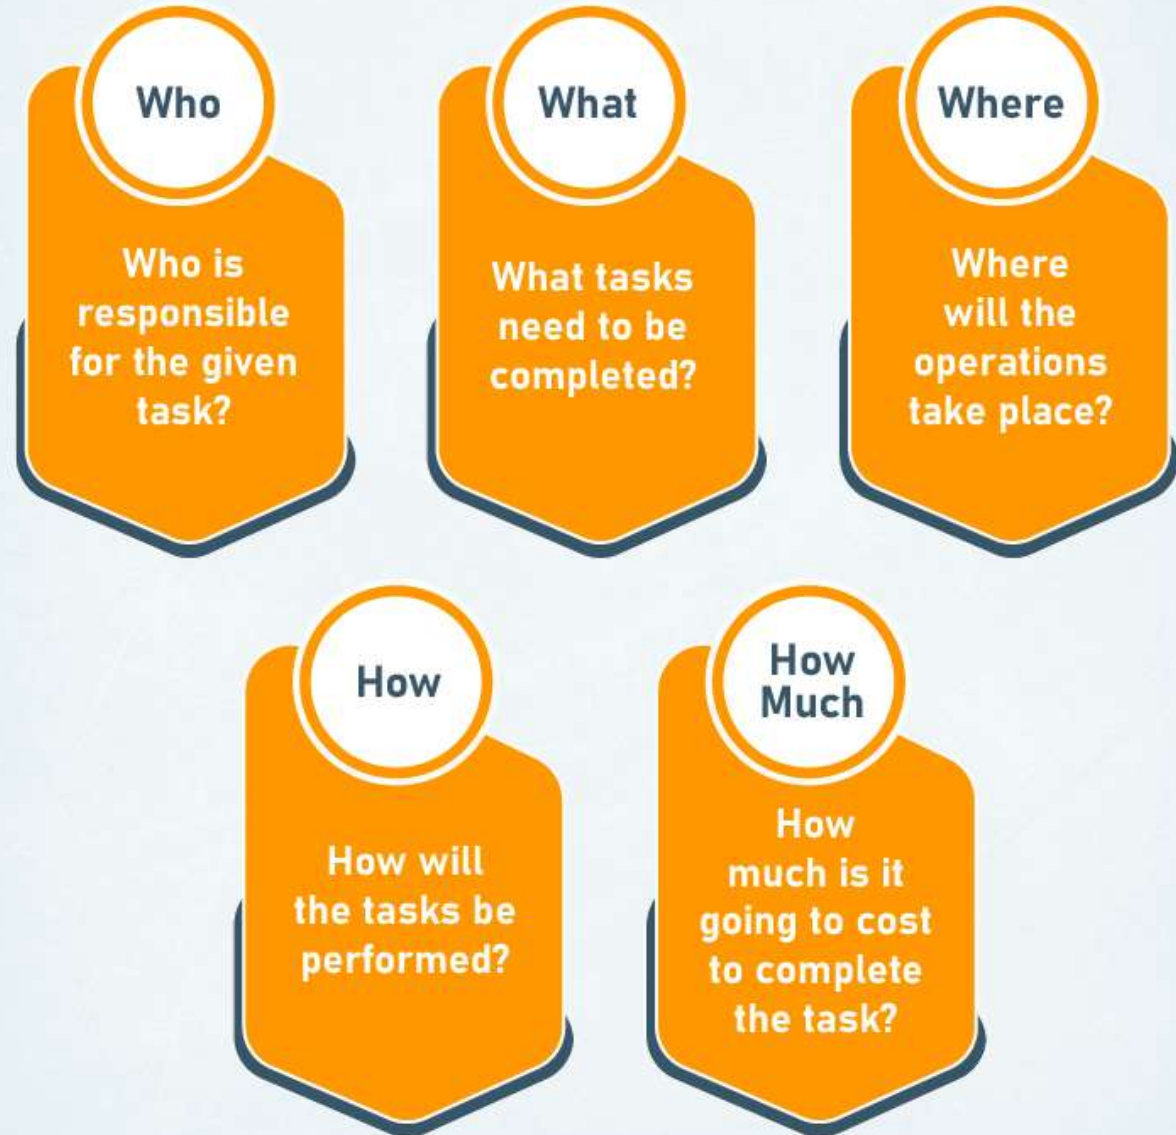 Who
Who is
responsible
for the given
task?
What
What tasks
need to be
completed?
Where
Where
will the
operations
take place?
How
How will
the tasks be
performed?
How
Much
How
much is it
going to cost
to complete
the task?